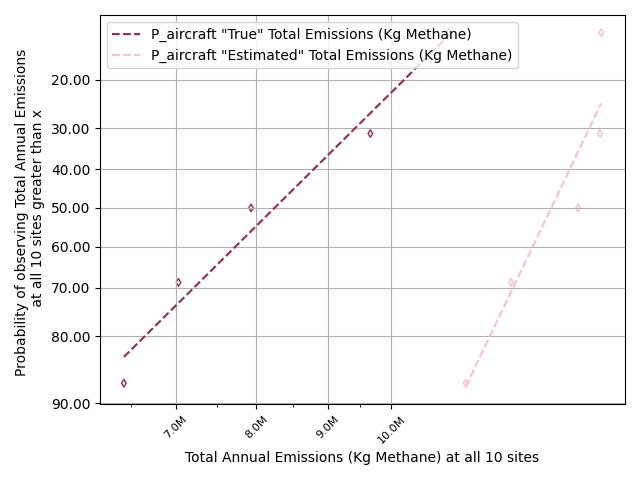 P_aircraft "True" Total Emissions (Kg Methane)
P_aircraft "Estimated" Total Emissions (Kg Methane)
Probability of observing Total Annual Emissions
at all 10 sites greater than x
20.00
30.00
40.00
50.00
60.00
70.00
80.00
90.00
7.0M
8.0M
9.0M
10.0M
Total Annual Emissions (Kg Methane) at all 10 sites